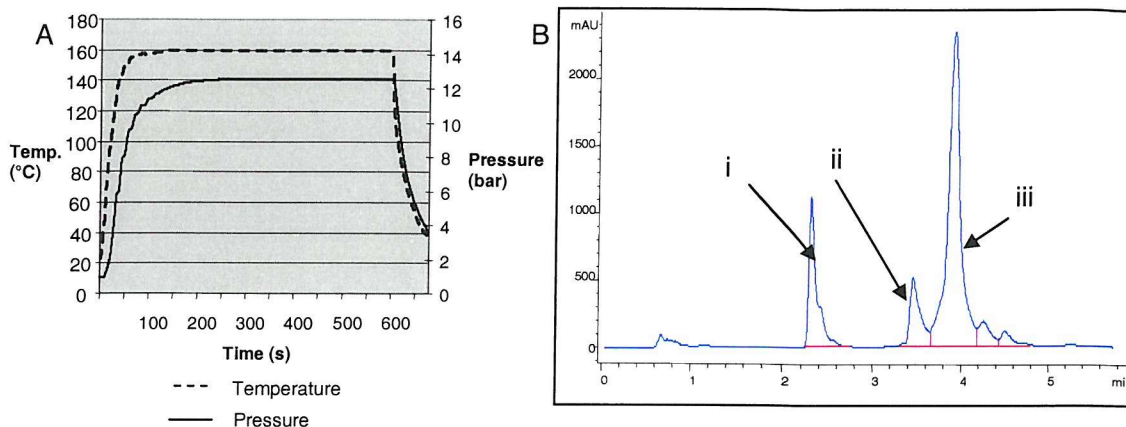 A
180
160
140
120
100
80
60
40
20
0
Temp.
(°C)
16
14
12
10
8
6
4
2
0
Pressure
(bar)
100 200 300 400 500 600
Time (s)
Temperature
Pressure
B
mAU
2000
1500
1000
500
0
i
ii
iii
0 1 2 3 4 5 mi